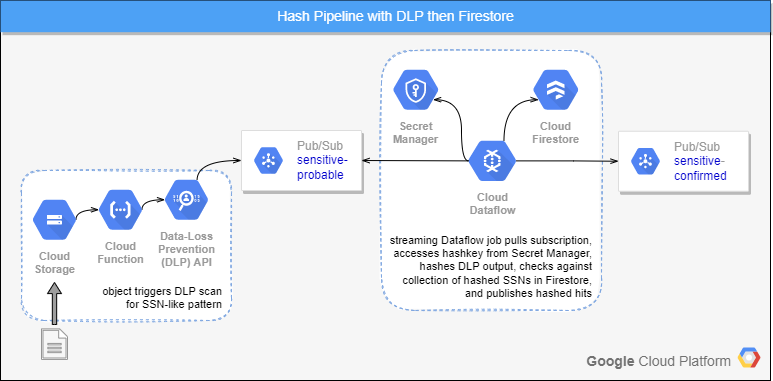 Hash Pipeline with DLP then Firestore
Secret
Manager
Cloud
Firestore
Pub/Sub
sensitive-
probable
Pub/Sub
sensitive-
confirmed
Cloud
Dataflow
Cloud
Storage
Cloud
Function
Data-Loss
Prevention
(DLP) API
object triggers DLP scan
for SSN-like pattern
streaming Dataflow job pulls subscription,
accesses hashkey from Secret Manager,
hashes DLP output, checks against
collection of hashed SSNs in Firestore,
and publishes hashed hits
Google Cloud Platform